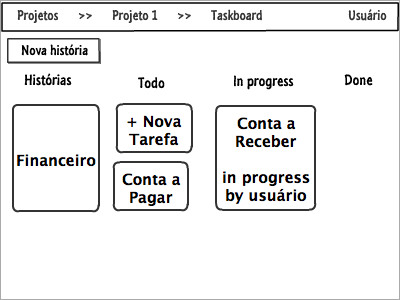 Projetos >> Projeto 1 >> Taskboard Usuário
Nova história
Histórias Todo In progress Done
Financeiro
+ Nova
Tarefa
Conta a
Pagar
Conta a
Receber
in progress
by usuário